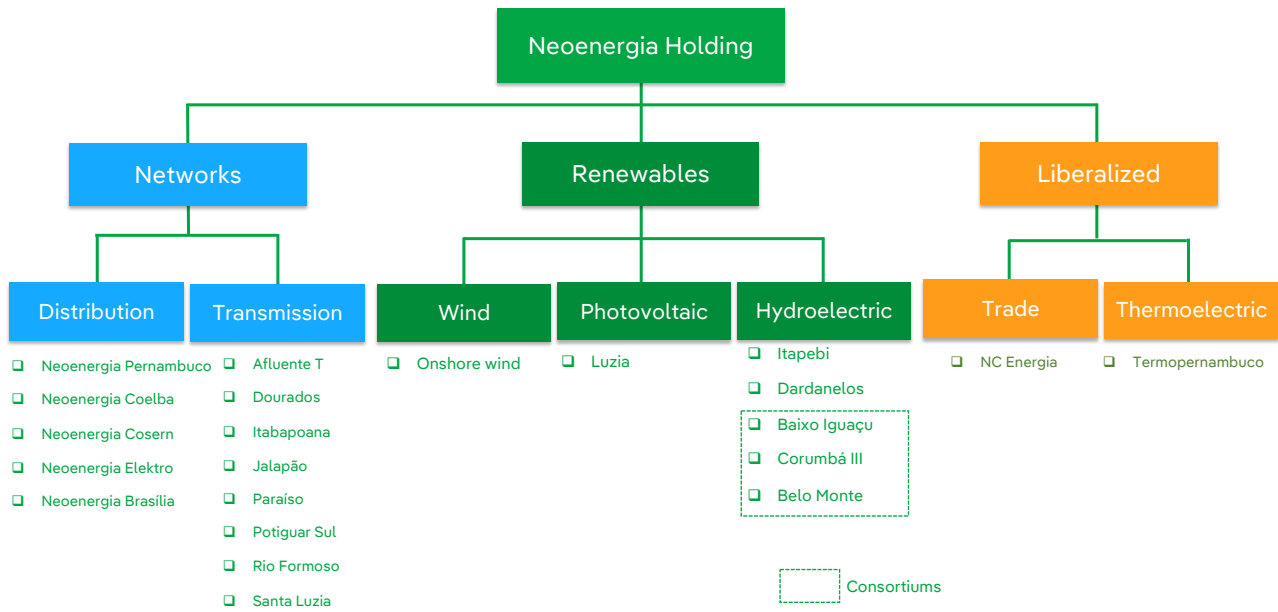 Neoenergia Holding
Networks
Renewables
Liberalized
Distribution
Transmission
Wind
Photovoltaic
Hydroelectric
Trade
Thermoelectric
Neoenergia Pernambuco
Neoenergia Coelba
Neoenergia Cosern
Neoenergia Elektro
Neoenergia Brasília
Afluente T
Dourados
Itabapoana
Jalapão
Paraíso
Potiguar Sul
Rio Formoso
Santa Luzia
Onshore wind
Luzia
Itapebi
Dardanelos
Baixo Iguaçu
Corumbá III
Belo Monte
NC Energia
Termopernambuco
Consortiums